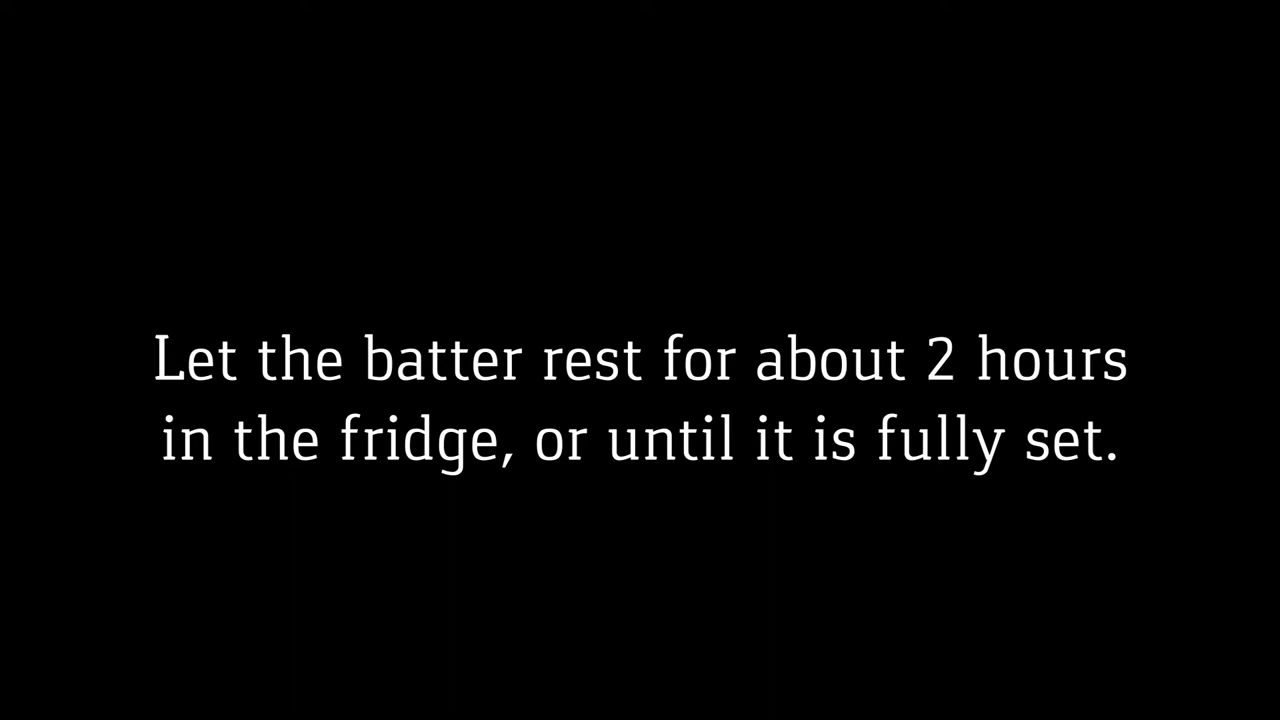 Let the batter rest for about 2 hours
in the fridge, or until it is fully set.